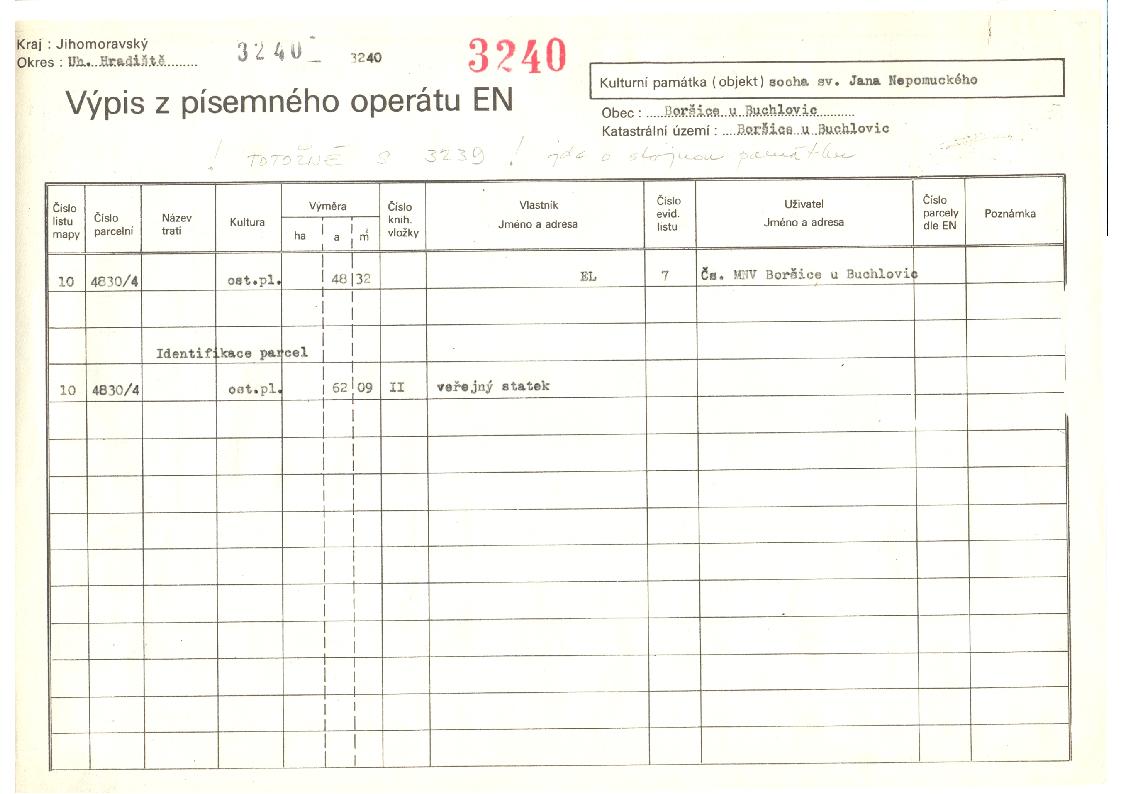 Kraj : Jihomoravský
Okres : Uh. Hradiště
3240
3240
3240
Výpis z písemného operátu EN
Kulturní památka (objekt) socha sv. Jana Nepomuckého
Obec : Boršice u Buchlovic
Katastrální území : Boršice u Buchlovic
! TOTOŽNÉ S 3239 ! jde o stejnou památku
Číslo listu mapy
Číslo parcelní
Název trati
Kultura
Výměra
ha a m²
Číslo knih. vložky
Vlastník
Jméno a adresa
Číslo evid. listu
Uživatel
Jméno a adresa
Číslo parcely dle EN
Poznámka
10 4830/4 ost.pl. 48 32 EL 7 Čs. MNV Boršice u Buchlovic
Identifikace parcel
10 4830/4 ost.pl. 62 09 II veřejný statek